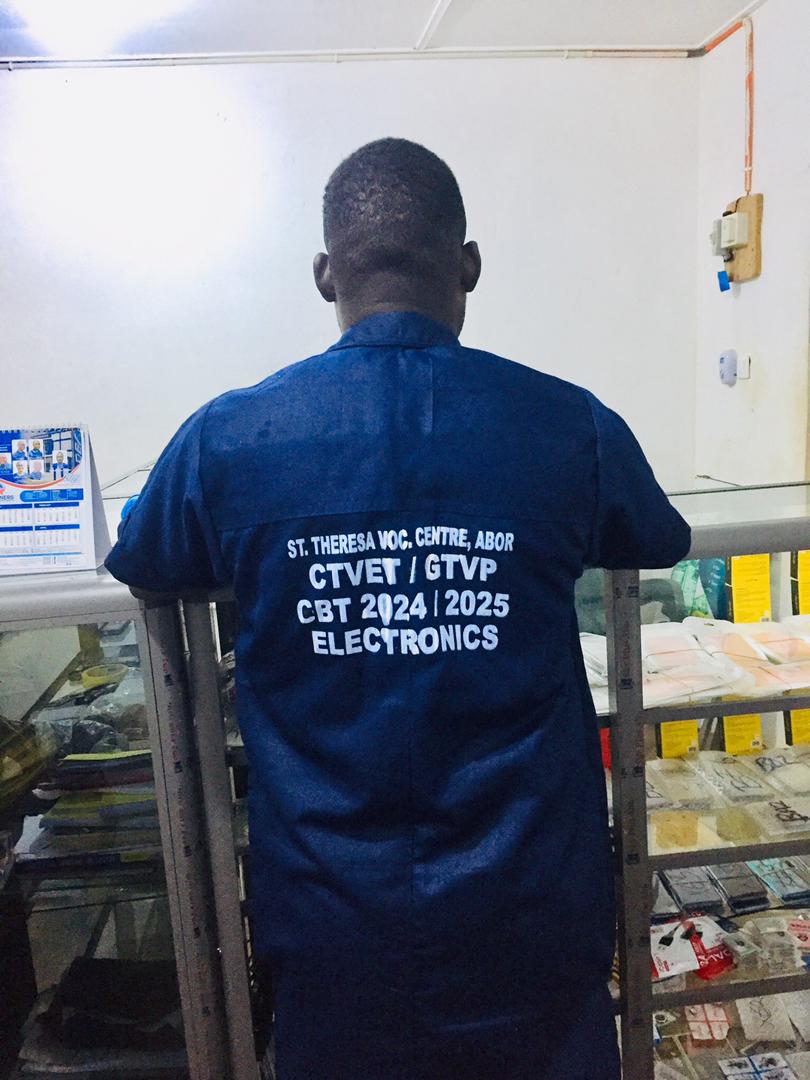 ST. THERESA VOC. CENTRE, ABOR
CTVET / GTVP
CBT 2024 | 2025
ELECTRONICS